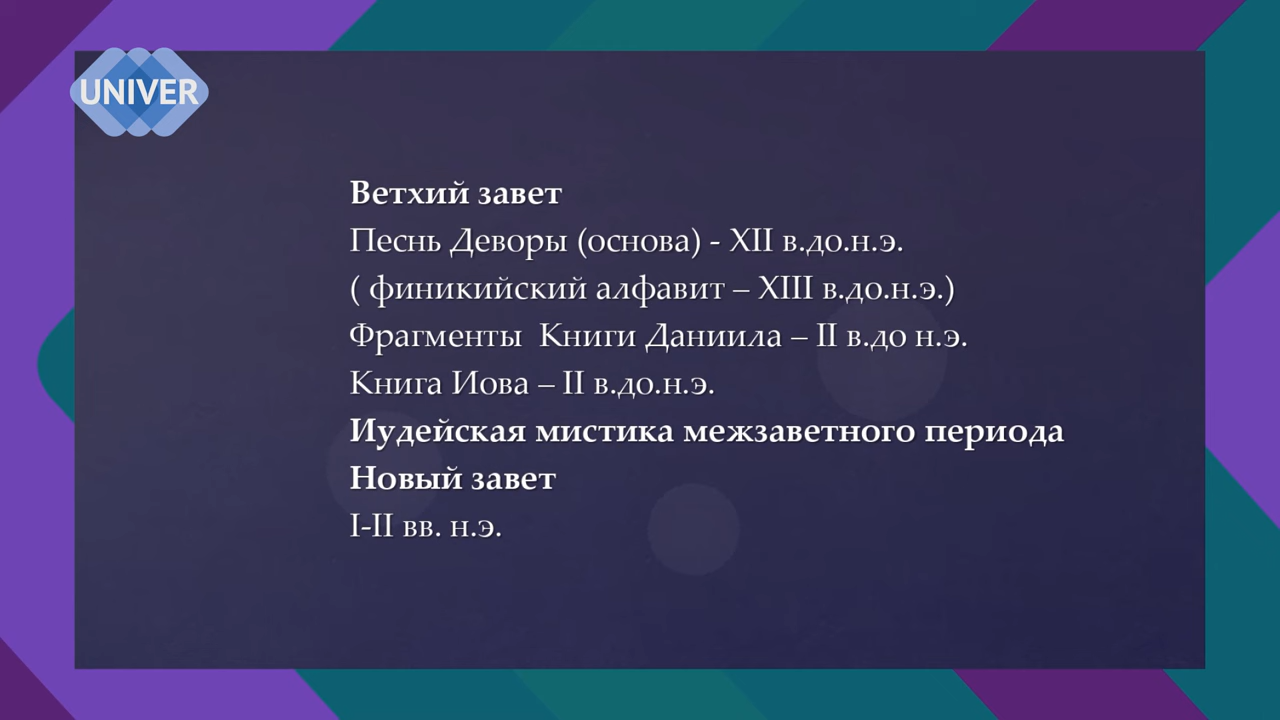 UNIVER
Ветхий завет
Песнь Деворы (основа) - XII в.до.н.э.
( финикийский алфавит – XIII в.до.н.э.)
Фрагменты Книги Даниила – II в.до н.э.
Книга Иова – II в.до.н.э.
Иудейская мистика межзаветного периода
Новый завет
I-II вв. н.э.